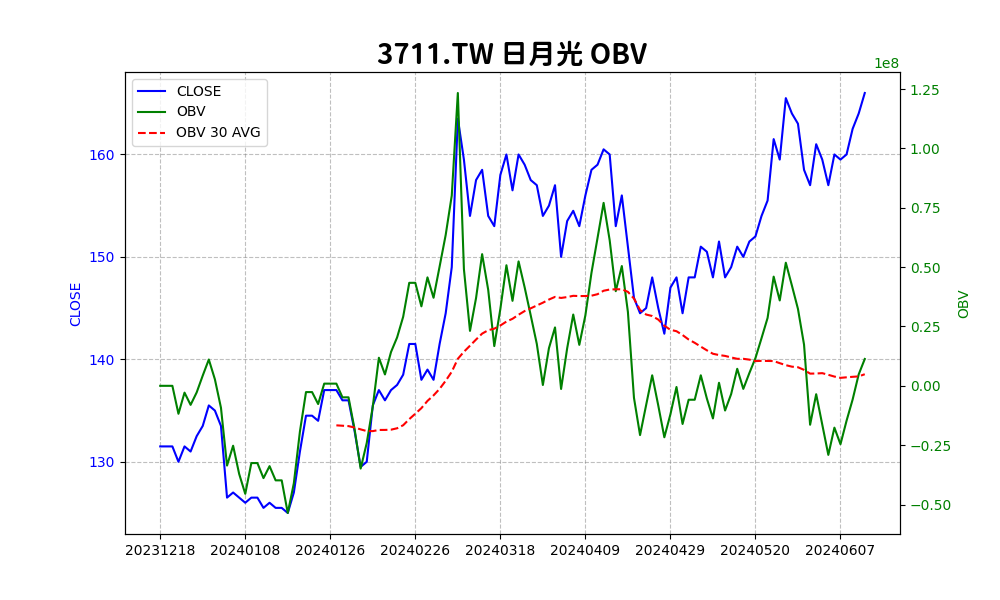 3711.TW 日月光 OBV
1e8
CLOSE
OBV
OBV 30 AVG
160
150
140
130
CLOSE
1.25
1.00
0.75
0.50
0.25
0.00
−0.25
−0.50
OBV
20231218 20240108 20240126 20240226 20240318 20240409 20240429 20240520 20240607